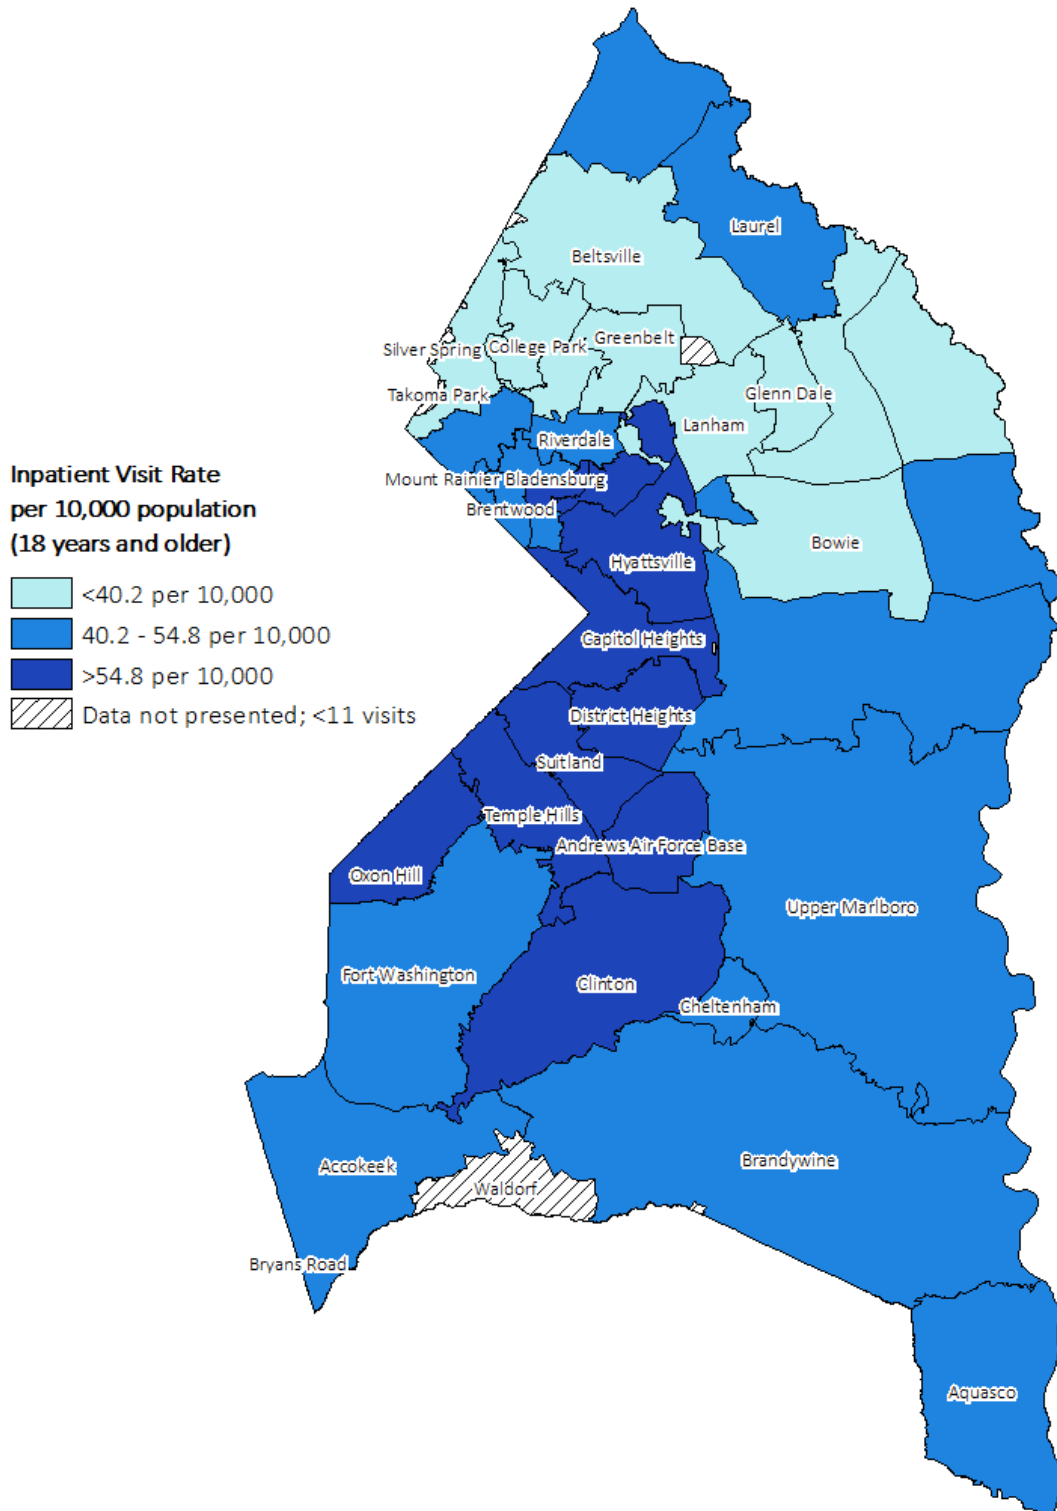 Laurel
Beltsville
Greenbelt
Silver Spring
College Park
Takoma Park
Glenn Dale
Lanham
Riverdale
Mount Rainier
Bladensburg
Brentwood
Bowie
Hyattsville
Inpatient Visit Rate
per 10,000 population
(18 years and older)
<40.2 per 10,000
40.2 - 54.8 per 10,000
>54.8 per 10,000
Data not presented; <11 visits
Capitol Heights
District Heights
Suitland
Temple Hills
Andrews Air Force Base
Oxon Hill
Upper Marlboro
Fort Washington
Clinton
Cheltenham
Accokeek
Brandywine
Waldorf
Bryans Road
Aquasco